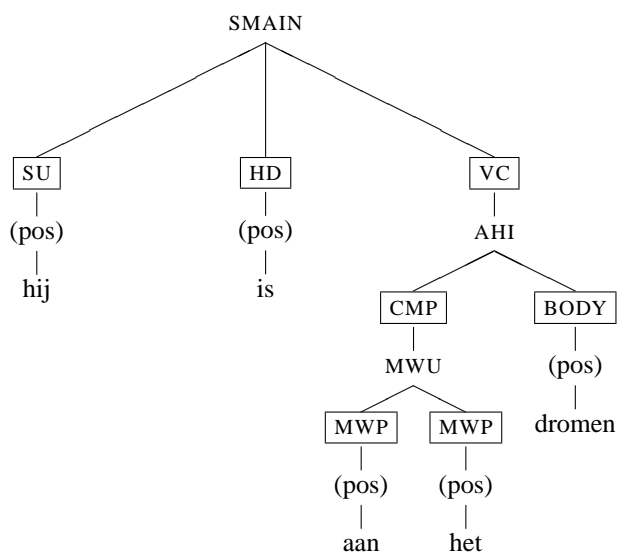 SMAIN
SU HD VC
(pos) (pos) AHI
hij is
CMP BODY
MWU (pos)
dromen
MWP MWP
(pos) (pos)
aan het